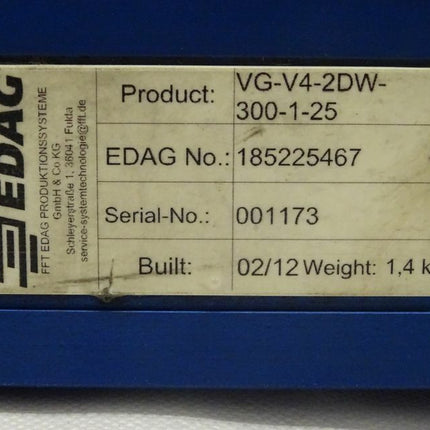 EDAG
FFT EDAG PRODUKTIONSSYSTEME
GmbH & Co KG
Schleyerstraße 1, 36041 Fukta
service-systemtechnologie@fft.de
Product: VG-V4-2DW-
300-1-25
EDAG No.: 185225467
Serial-No.: 001173
Built: 02/12 Weight: 1,4 k